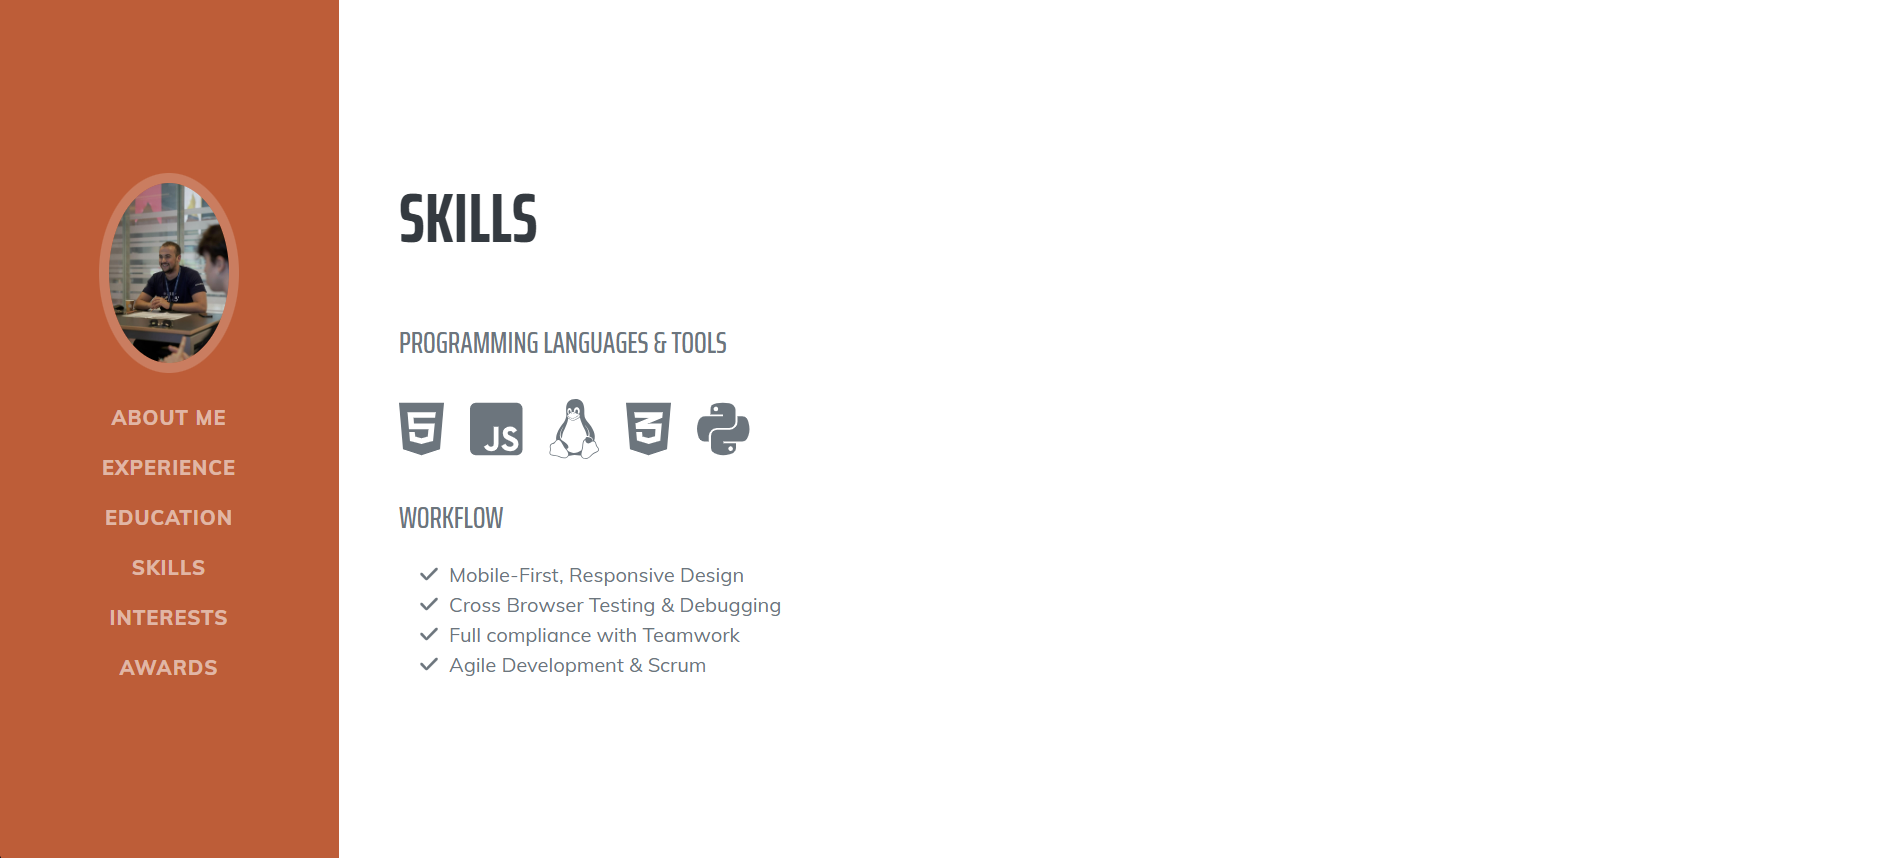 ABOUT ME
EXPERIENCE
EDUCATION
SKILLS
INTERESTS
AWARDS
SKILLS
PROGRAMMING LANGUAGES & TOOLS
5
JS
3
WORKFLOW
Mobile-First, Responsive Design
Cross Browser Testing & Debugging
Full compliance with Teamwork
Agile Development & Scrum